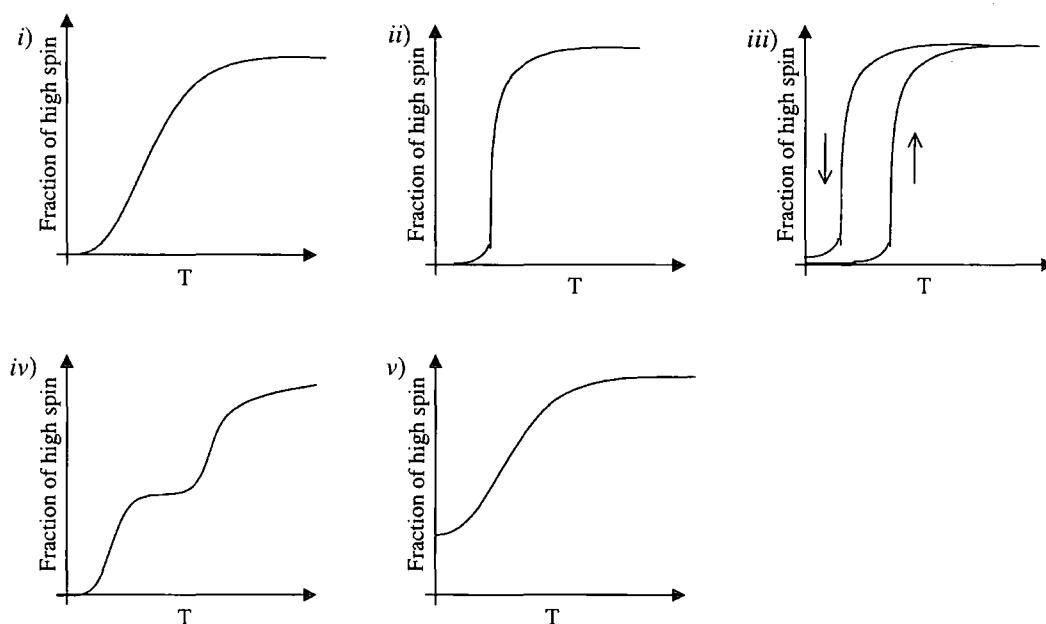 i)
Fraction of high spin
T
ii)
Fraction of high spin
T
iii)
Fraction of high spin
T
iv)
Fraction of high spin
T
v)
Fraction of high spin
T